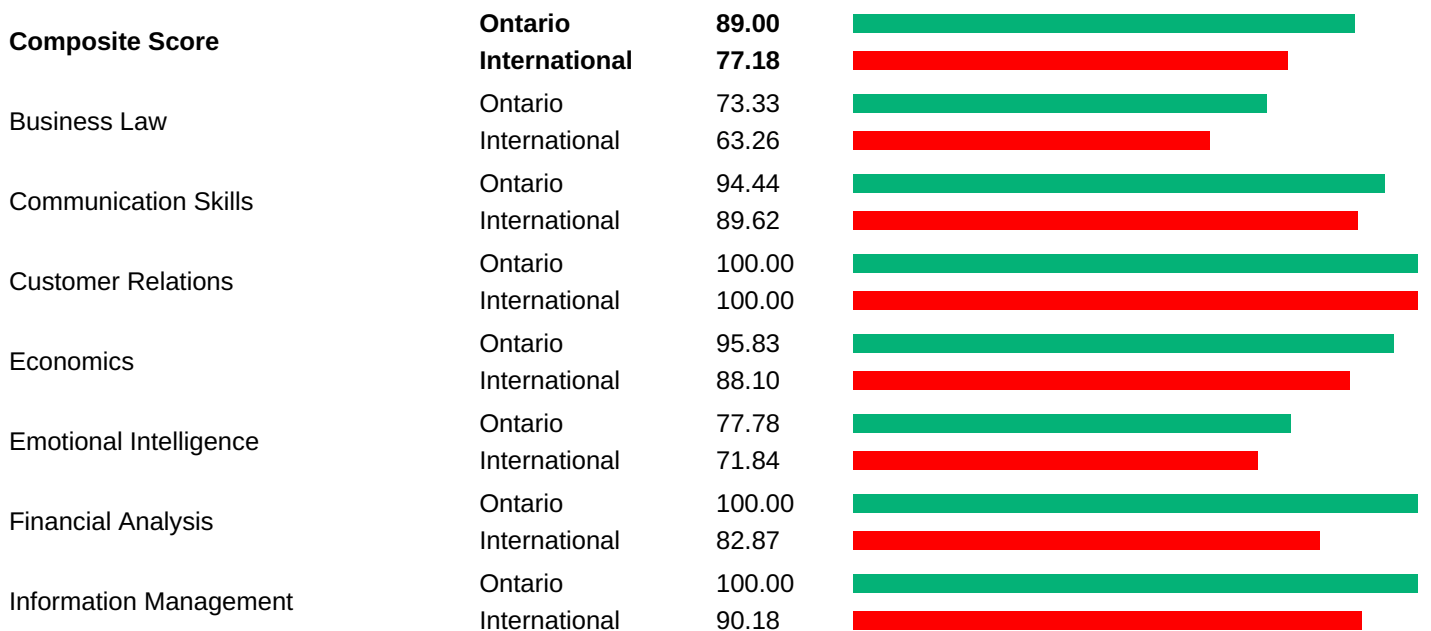 Composite Score
Ontario 89.00
International 77.18
Business Law
Ontario 73.33
International 63.26
Communication Skills
Ontario 94.44
International 89.62
Customer Relations
Ontario 100.00
International 100.00
Economics
Ontario 95.83
International 88.10
Emotional Intelligence
Ontario 77.78
International 71.84
Financial Analysis
Ontario 100.00
International 82.87
Information Management
Ontario 100.00
International 90.18